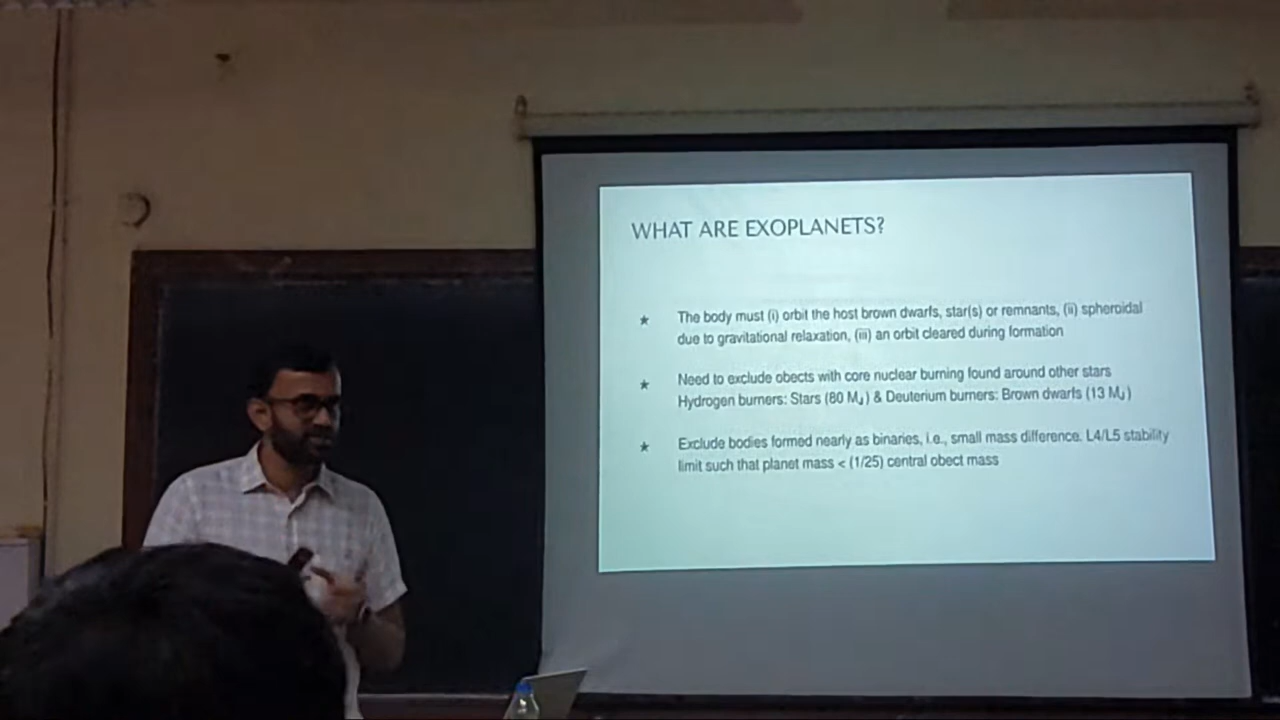 WHAT ARE EXOPLANETS?
★ The body must (i) orbit the host brown dwarfs, star(s) or remnants, (ii) spheroidal
due to gravitational relaxation, (iii) an orbit cleared during formation
★ Need to exclude obects with core nuclear burning found around other stars
Hydrogen burners: Stars (80 MJ) & Deuterium burners: Brown dwarfs (13 MJ)
★ Exclude bodies formed nearly as binaries, i.e., small mass difference. L4/L5 stability
limit such that planet mass < (1/25) central obect mass